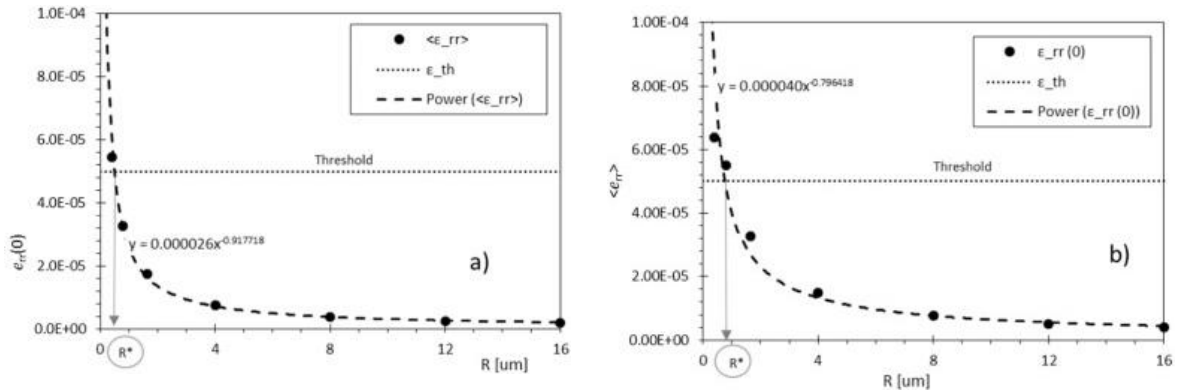 1.0E-04
8.0E-05
6.0E-05
4.0E-05
2.0E-05
0.0E+00
e_rr(0)
<ε_rr>
ε_th
Power (<ε_rr>)
Threshold
y = 0.000026x^-0.917718
a)
0 4 8 12 16
R*
R [um]
1.00E-04
8.00E-05
6.00E-05
4.00E-05
2.00E-05
0.00E+00
<e_rr>
ε_rr (0)
ε_th
Power (ε_rr (0))
y = 0.000040x^-0.796418
Threshold
b)
0 4 8 12 16
R*
R [um]